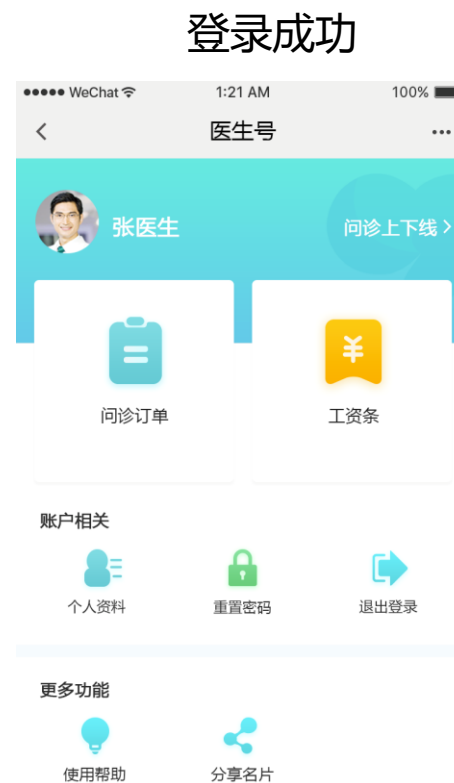 登录成功
WeChat 1:21 AM 100%
医生号
张医生 问诊上下线
¥
问诊订单 工资条
账户相关
个人资料 重置密码 退出登录
更多功能
使用帮助 分享名片